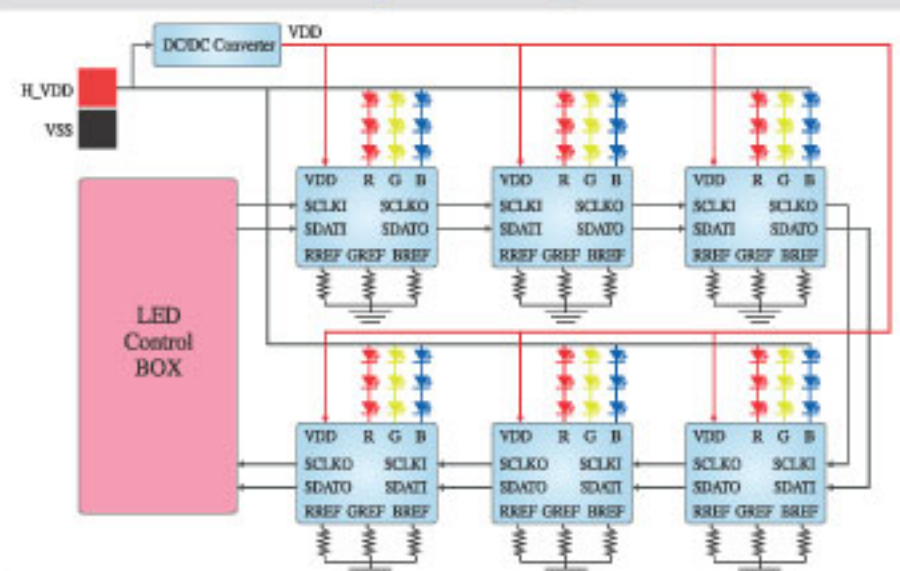 VDD
DC/DC Converter
H_VDD
VSS
VDD R G B
SCLKI SCLKO
SDATI SDATO
RREF GREF BREF
VDD R G B
SCLKI SCLKO
SDATI SDATO
RREF GREF BREF
VDD R G B
SCLKI SCLKO
SDATI SDATO
RREF GREF BREF
LED
Control
BOX
VDD R G B
SCLKO SCLKI
SDATO SDATI
RREF GREF BREF
VDD R G B
SCLKO SCLKI
SDATO SDATI
RREF GREF BREF
VDD R G B
SCLKO SCLKI
SDATO SDATI
RREF GREF BREF